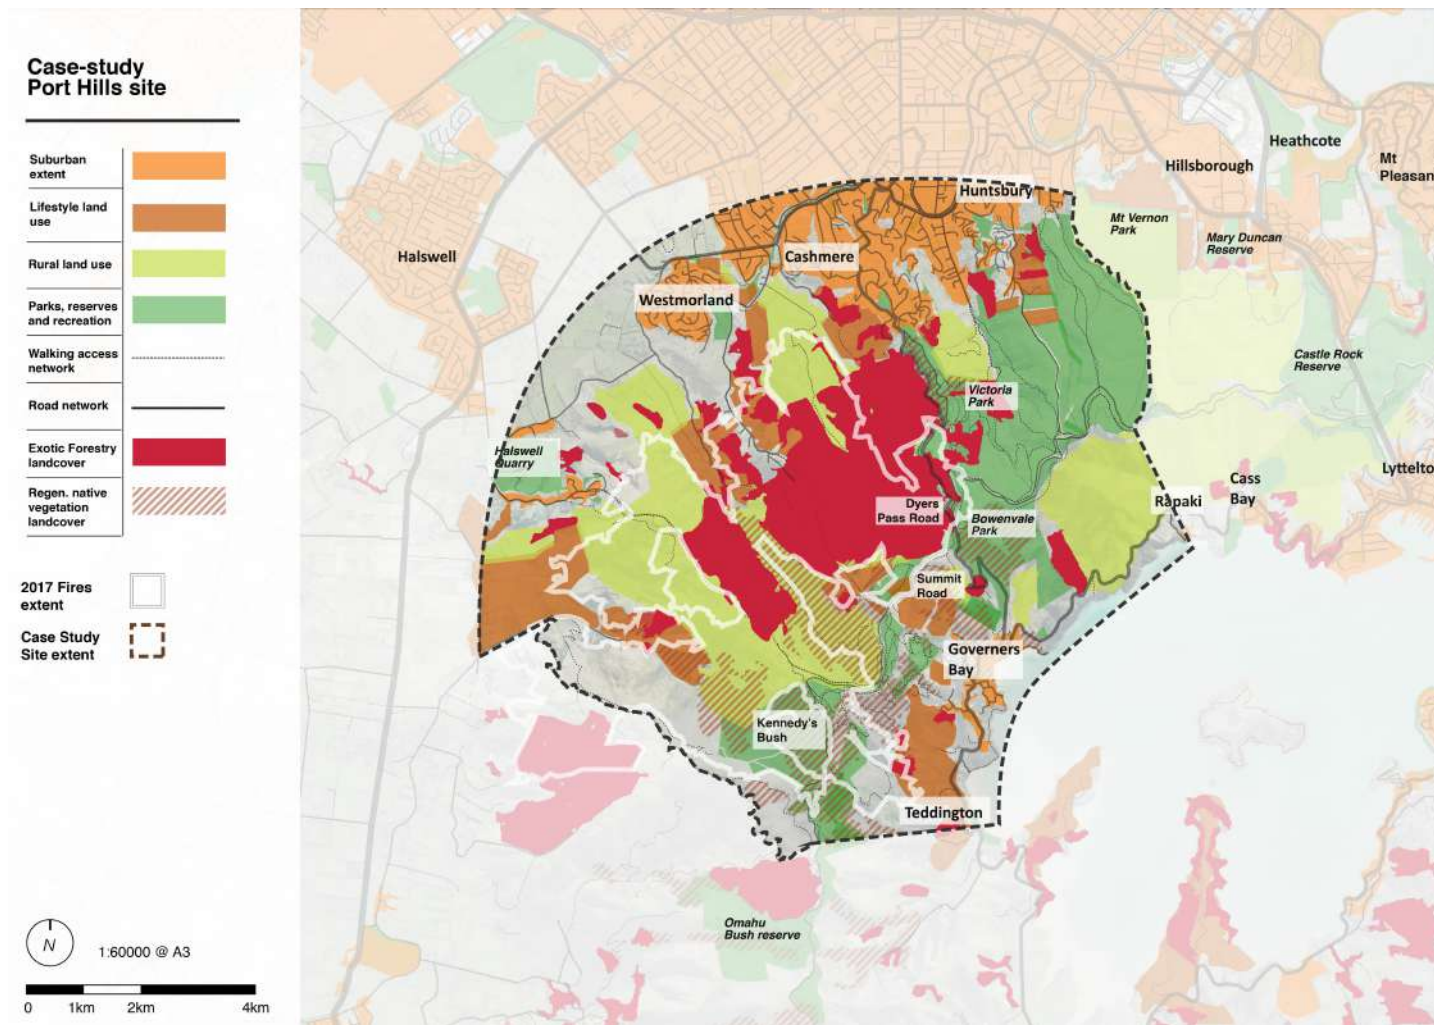 Case-study
Port Hills site
Suburban
extent
Lifestyle land
use
Rural land use
Parks, reserves
and recreation
Walking access
network
Road network
Exotic Forestry
landcover
Regen. native
vegetation
landcover
2017 Fires
extent
Case Study
Site extent
N
1:60000 @ A3
0
1km
2km
4km
Heathcote
Hillsborough
Mt
Pleasan
Huntsbury
Mt Vernon
Park
Mary Duncan
Reserve
Halswell
Cashmere
Westmorland
Castle Rock
Reserve
Victoria
Park
Halswell
Quarry
Lyttelto
Cass
Bay
Rapaki
Dyers
Pass Road
Bowenvale
Park
Summit
Road
Governers
Bay
Kennedy's
Bush
Teddington
Omahu
Bush reserve